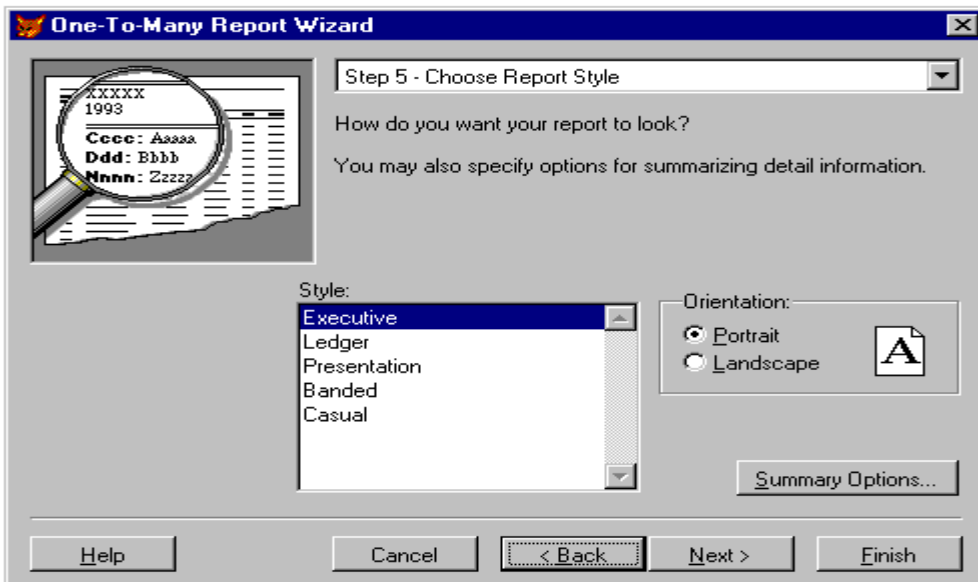 One-To-Many Report Wizard
Step 5 - Choose Report Style
XXXXX
1993
Cccc: Aaaaa
Ddd: Bbbb
Nnnn: Zzzzz
How do you want your report to look?
You may also specify options for summarizing detail information.
Style:
Executive
Ledger
Presentation
Banded
Casual
Orientation:
Portrait
Landscape
A
Summary Options...
Help
Cancel
< Back
Next >
Finish